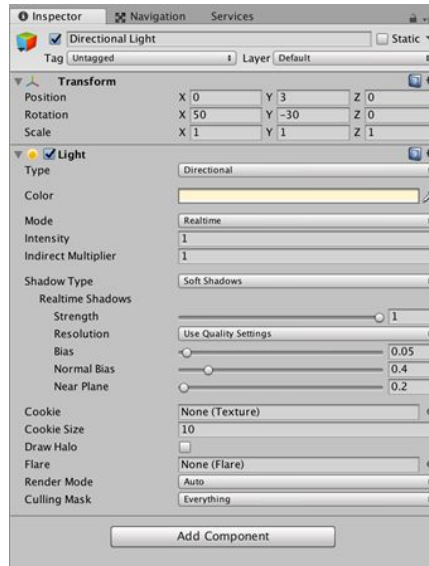 Inspector Navigation Services
Directional Light Static
Tag Untagged Layer Default
Transform
Position X 0 Y 3 Z 0
Rotation X 50 Y -30 Z 0
Scale X 1 Y 1 Z 1
Light
Type Directional
Color
Mode Realtime
Intensity 1
Indirect Multiplier 1
Shadow Type Soft Shadows
Realtime Shadows
Strength 1
Resolution Use Quality Settings
Bias 0.05
Normal Bias 0.4
Near Plane 0.2
Cookie None (Texture)
Cookie Size 10
Draw Halo
Flare None (Flare)
Render Mode Auto
Culling Mask Everything
Add Component